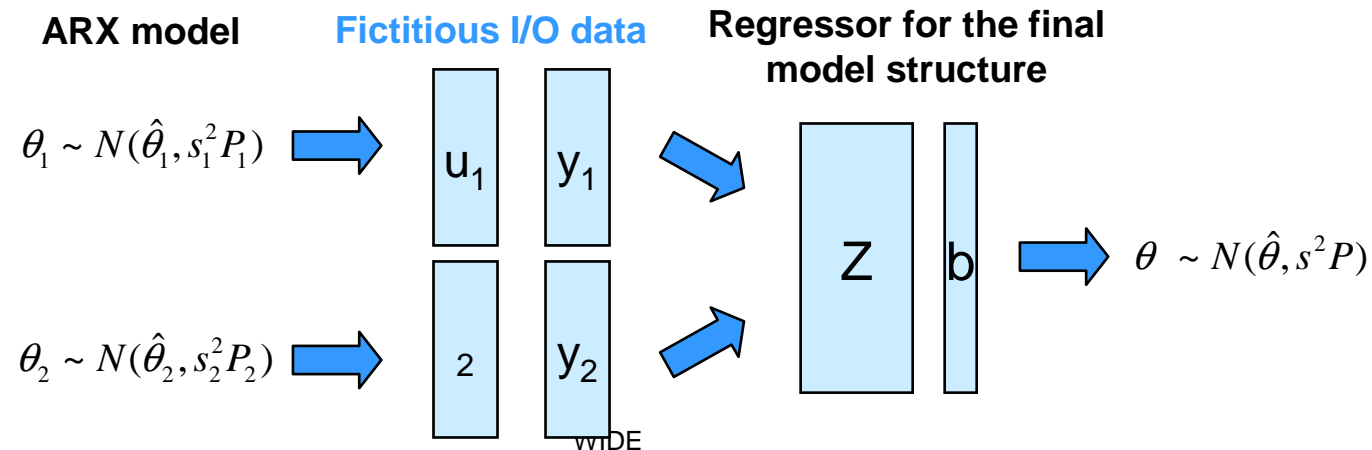 ARX model
Fictitious I/O data
Regressor for the final
model structure
θ₁ ~ N(θ̂₁, s₁²P₁)
u₁
y₁
Z
b
θ ~ N(θ̂, s²P)
θ₂ ~ N(θ̂₂, s₂²P₂)
2
y₂
WIDE